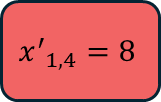 x′₁,₄ = 8